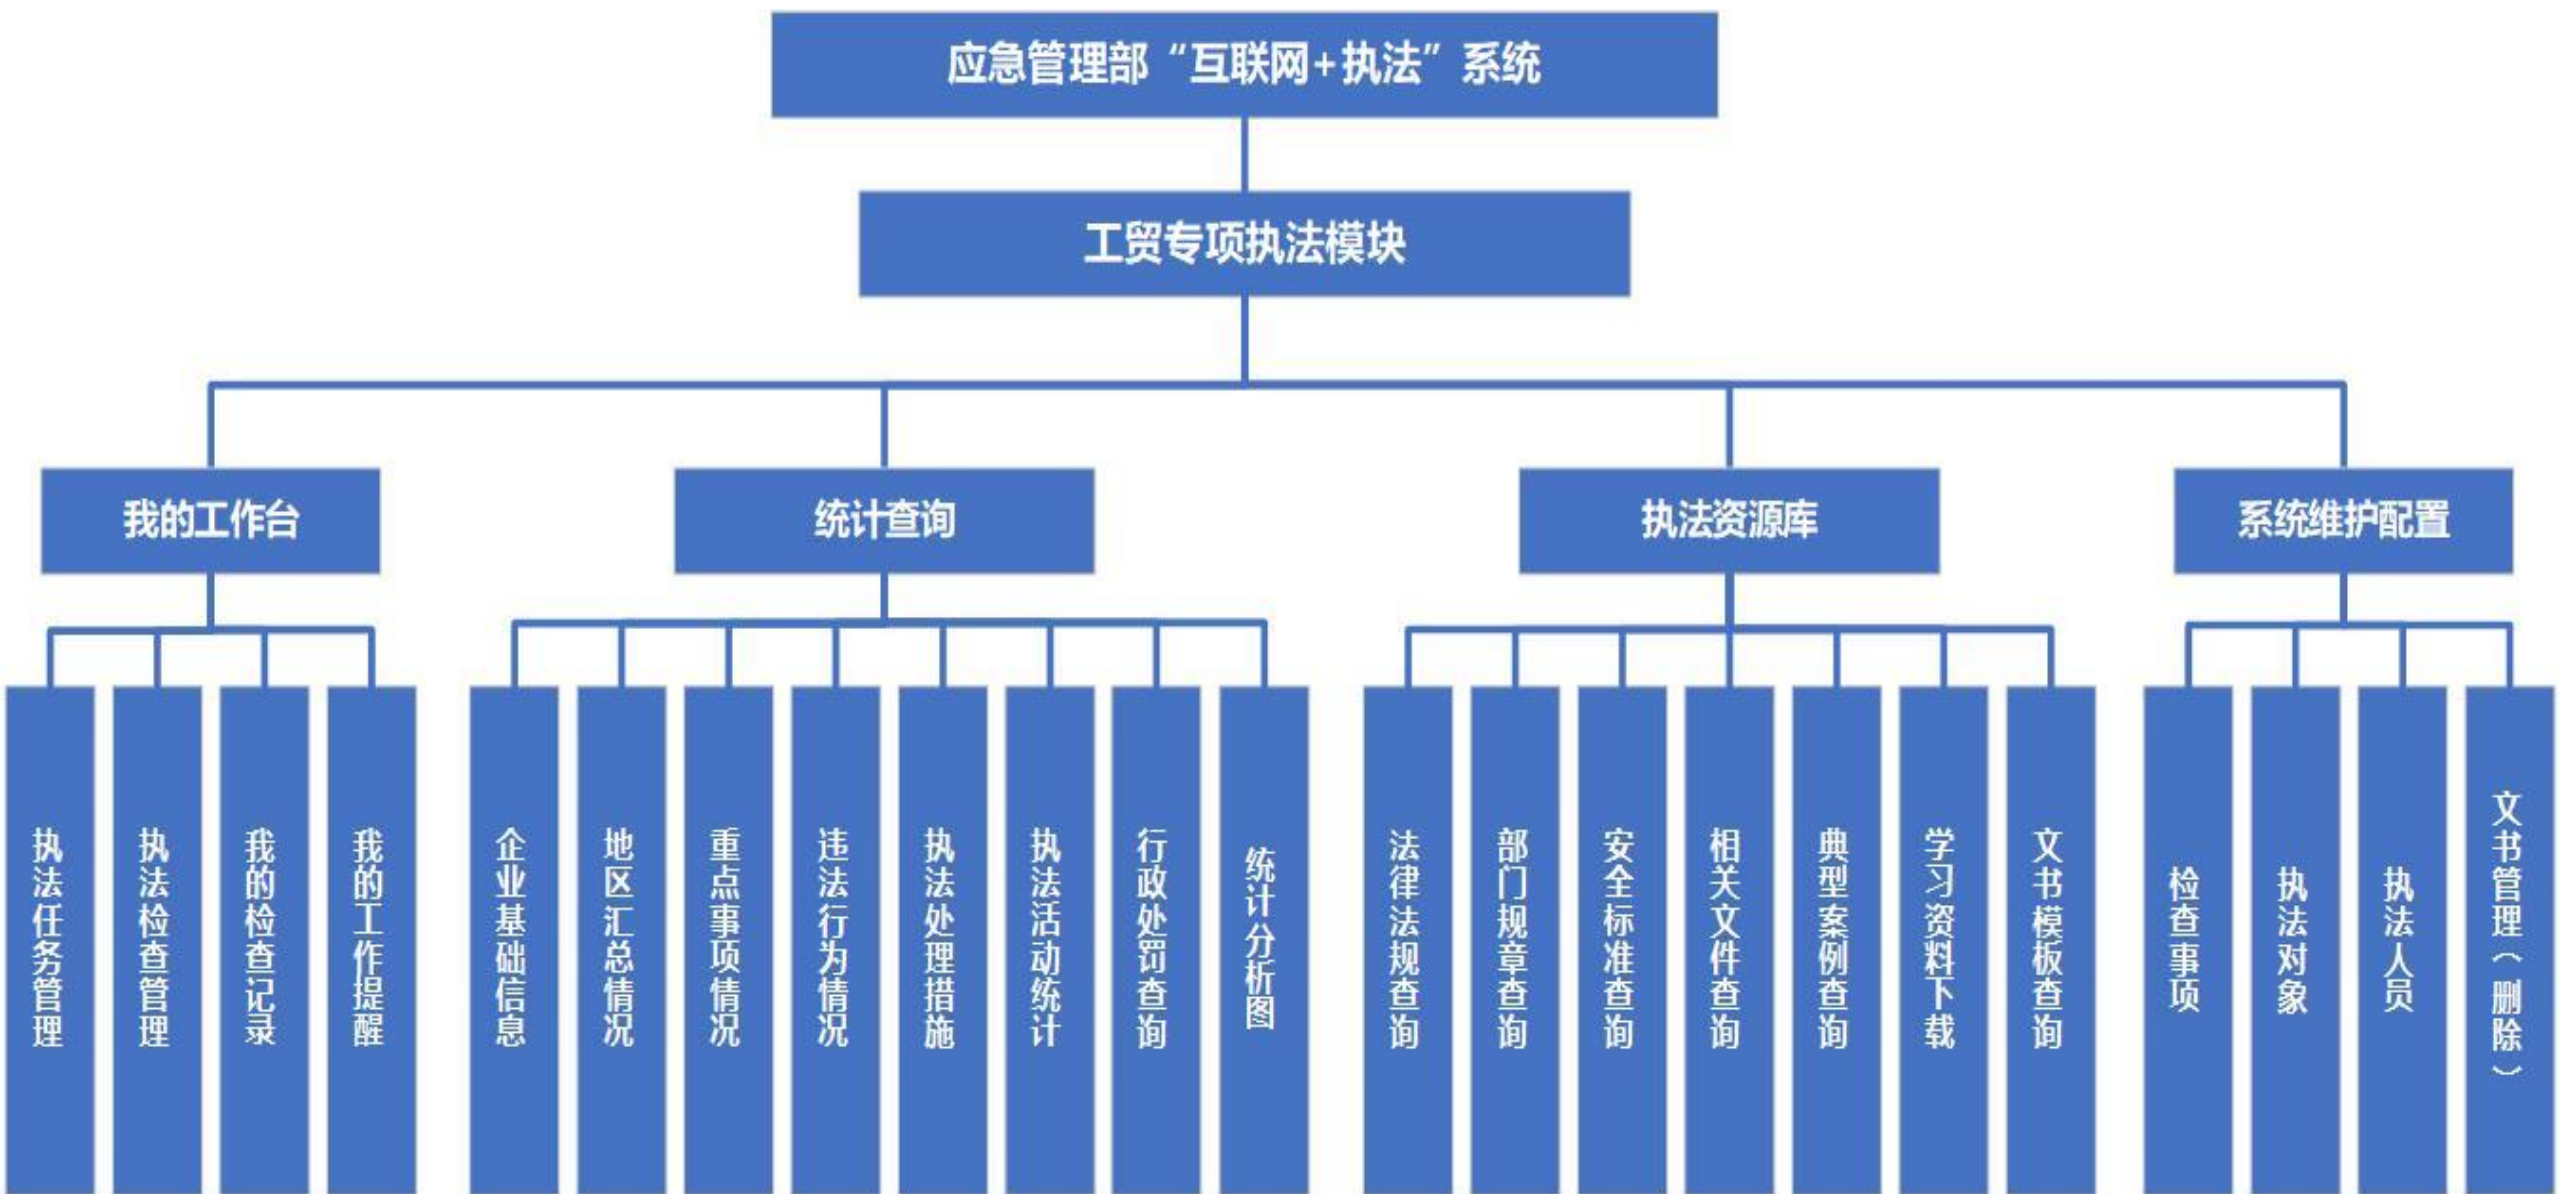 应急管理部“互联网+执法”系统
工贸专项执法模块
我的工作台
统计查询
执法资源库
系统维护配置
执法任务管理
执法检查管理
我的检查记录
我的工作提醒
企业基础信息
地区汇总情况
重点事项情况
违法行为情况
执法处理措施
执法活动统计
行政处罚查询
统计分析图
法律法规查询
部门规章查询
安全标准查询
相关文件查询
典型案例查询
学习资料下载
文书模板查询
检查事项
执法对象
执法人员
文书管理（删除）